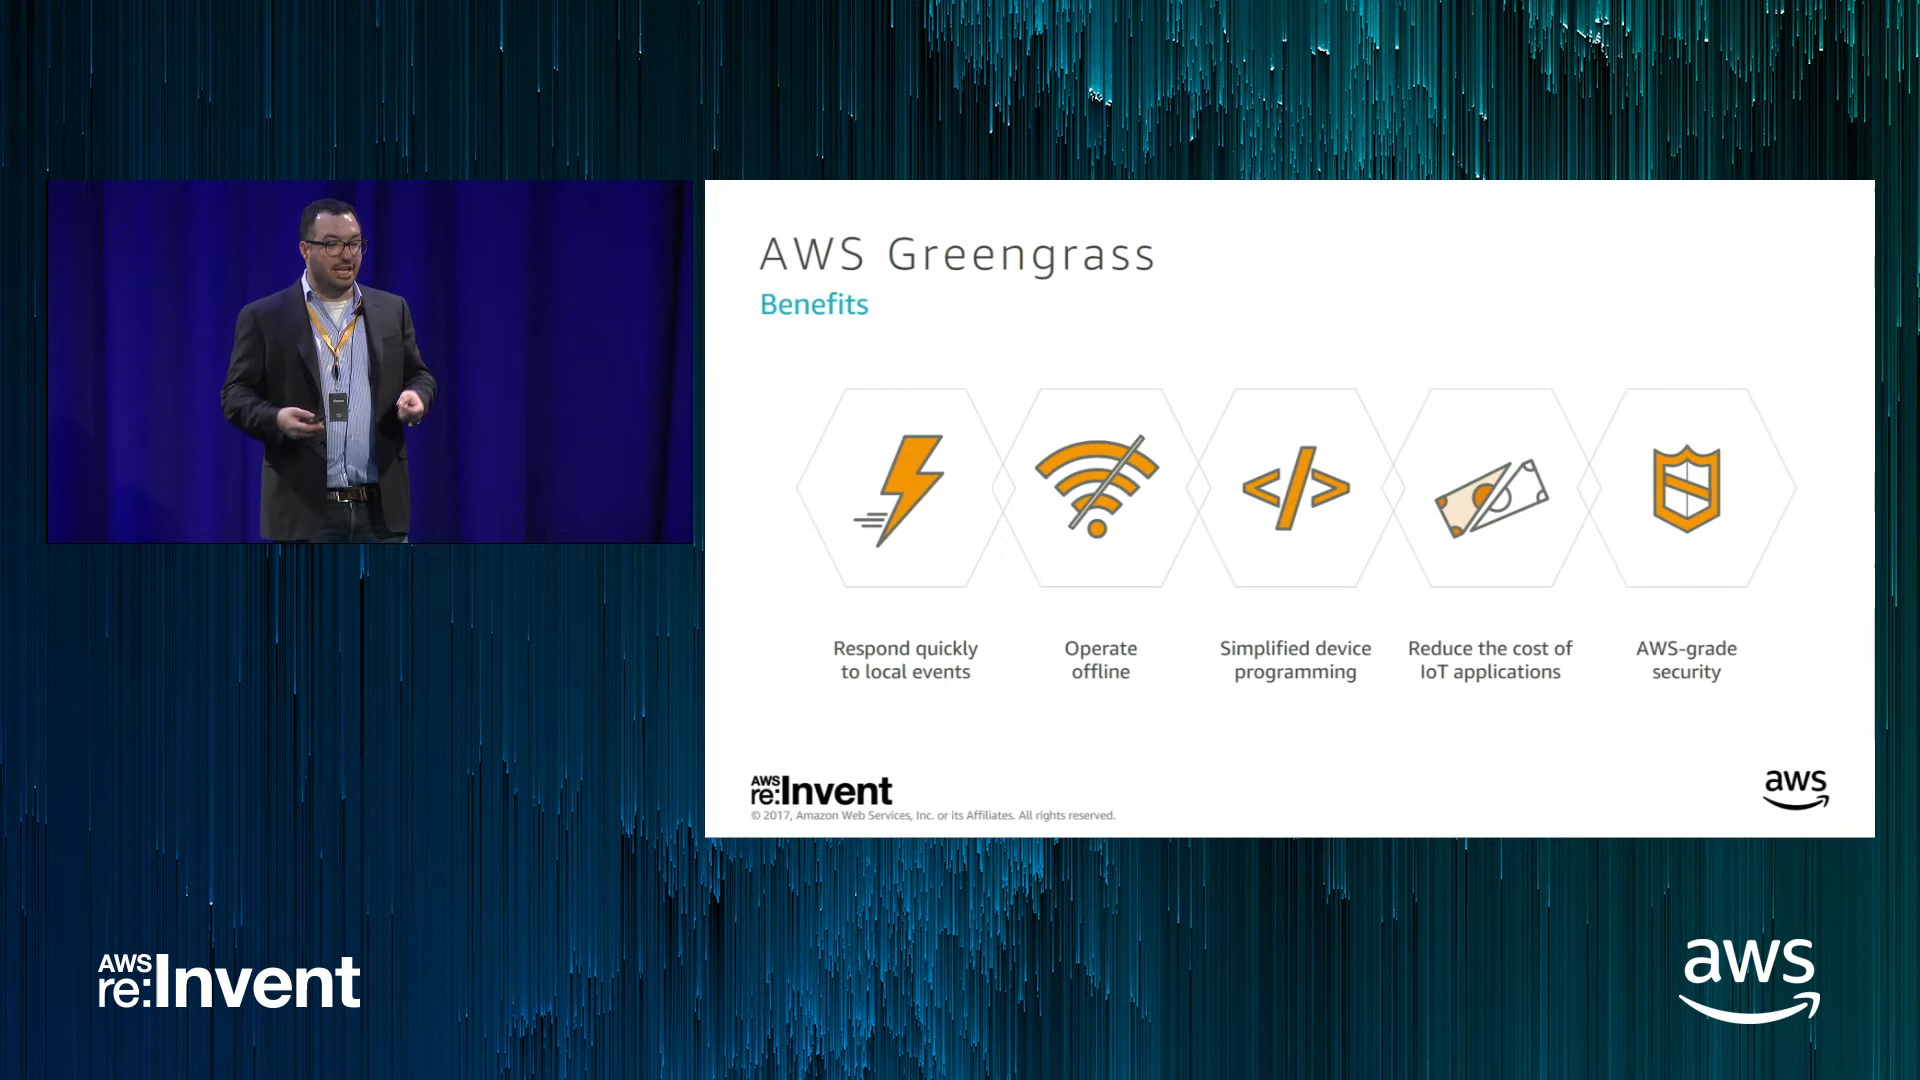 AWS Greengrass
Benefits
Respond quickly
to local events
Operate
offline
Simplified device
programming
Reduce the cost of
IoT applications
AWS-grade
security
AWS
re:Invent
© 2017, Amazon Web Services, Inc. or its Affiliates. All rights reserved.
aws
AWS
re:Invent
aws